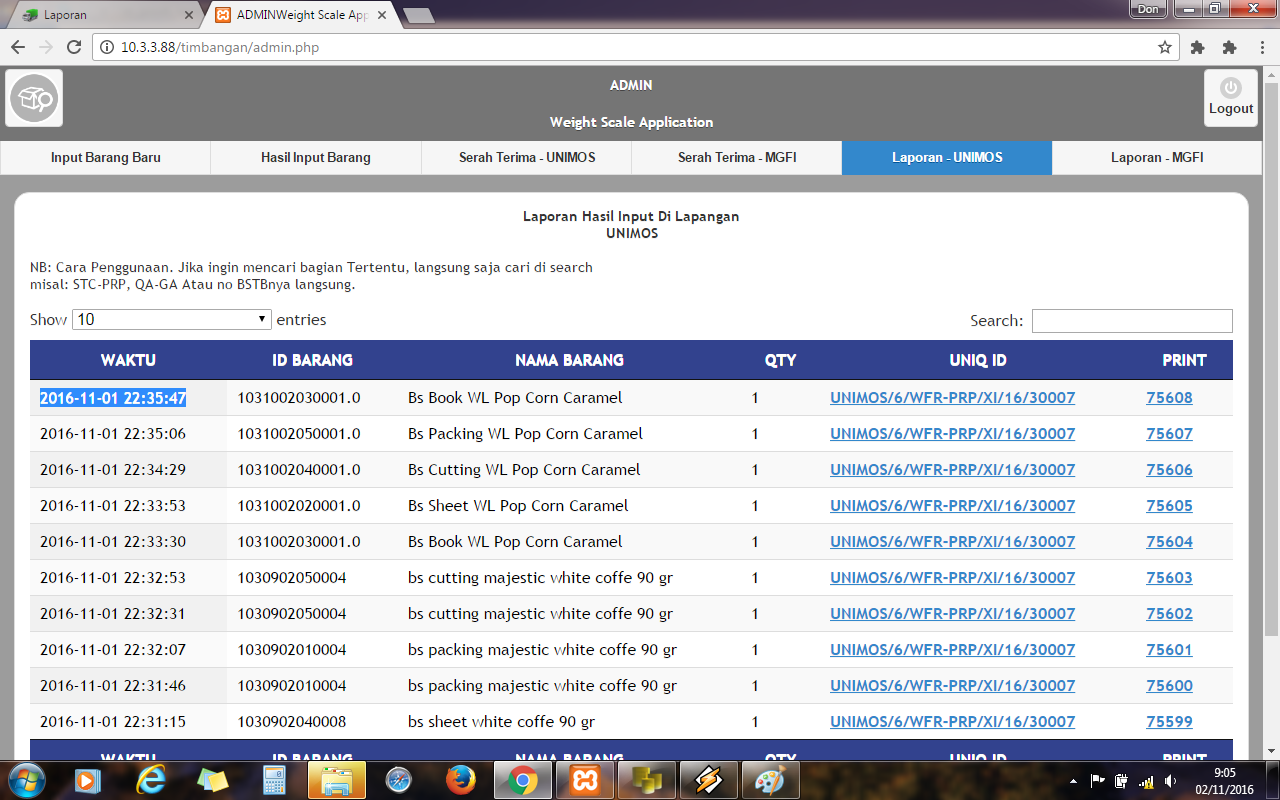 Laporan
ADMINWeight Scale App
Don
10.3.3.88/timbangan/admin.php
ADMIN
Weight Scale Application
Logout
Input Barang Baru Hasil Input Barang Serah Terima - UNIMOS Serah Terima - MGFI Laporan - UNIMOS Laporan - MGFI
Laporan Hasil Input Di Lapangan
UNIMOS
NB: Cara Penggunaan. Jika ingin mencari bagian Tertentu, langsung saja cari di search
misal: STC-PRP, QA-GA Atau no BSTBnya langsung.
Show 10 entries Search:
WAKTU ID BARANG NAMA BARANG QTY UNIQ ID PRINT
2016-11-01 22:35:47 1031002030001.0 Bs Book WL Pop Corn Caramel 1 UNIMOS/6/WFR-PRP/XI/16/30007 75608
2016-11-01 22:35:06 1031002050001.0 Bs Packing WL Pop Corn Caramel 1 UNIMOS/6/WFR-PRP/XI/16/30007 75607
2016-11-01 22:34:29 1031002040001.0 Bs Cutting WL Pop Corn Caramel 1 UNIMOS/6/WFR-PRP/XI/16/30007 75606
2016-11-01 22:33:53 1031002020001.0 Bs Sheet WL Pop Corn Caramel 1 UNIMOS/6/WFR-PRP/XI/16/30007 75605
2016-11-01 22:33:30 1031002030001.0 Bs Book WL Pop Corn Caramel 1 UNIMOS/6/WFR-PRP/XI/16/30007 75604
2016-11-01 22:32:53 1030902050004 bs cutting majestic white coffe 90 gr 1 UNIMOS/6/WFR-PRP/XI/16/30007 75603
2016-11-01 22:32:31 1030902050004 bs cutting majestic white coffe 90 gr 1 UNIMOS/6/WFR-PRP/XI/16/30007 75602
2016-11-01 22:32:07 1030902010004 bs packing majestic white coffe 90 gr 1 UNIMOS/6/WFR-PRP/XI/16/30007 75601
2016-11-01 22:31:46 1030902010004 bs packing majestic white coffe 90 gr 1 UNIMOS/6/WFR-PRP/XI/16/30007 75600
2016-11-01 22:31:15 1030902040008 bs sheet white coffe 90 gr 1 UNIMOS/6/WFR-PRP/XI/16/30007 75599
WAKTU ID BARANG NAMA BARANG QTY UNIQ ID PRINT
9:05
02/11/2016